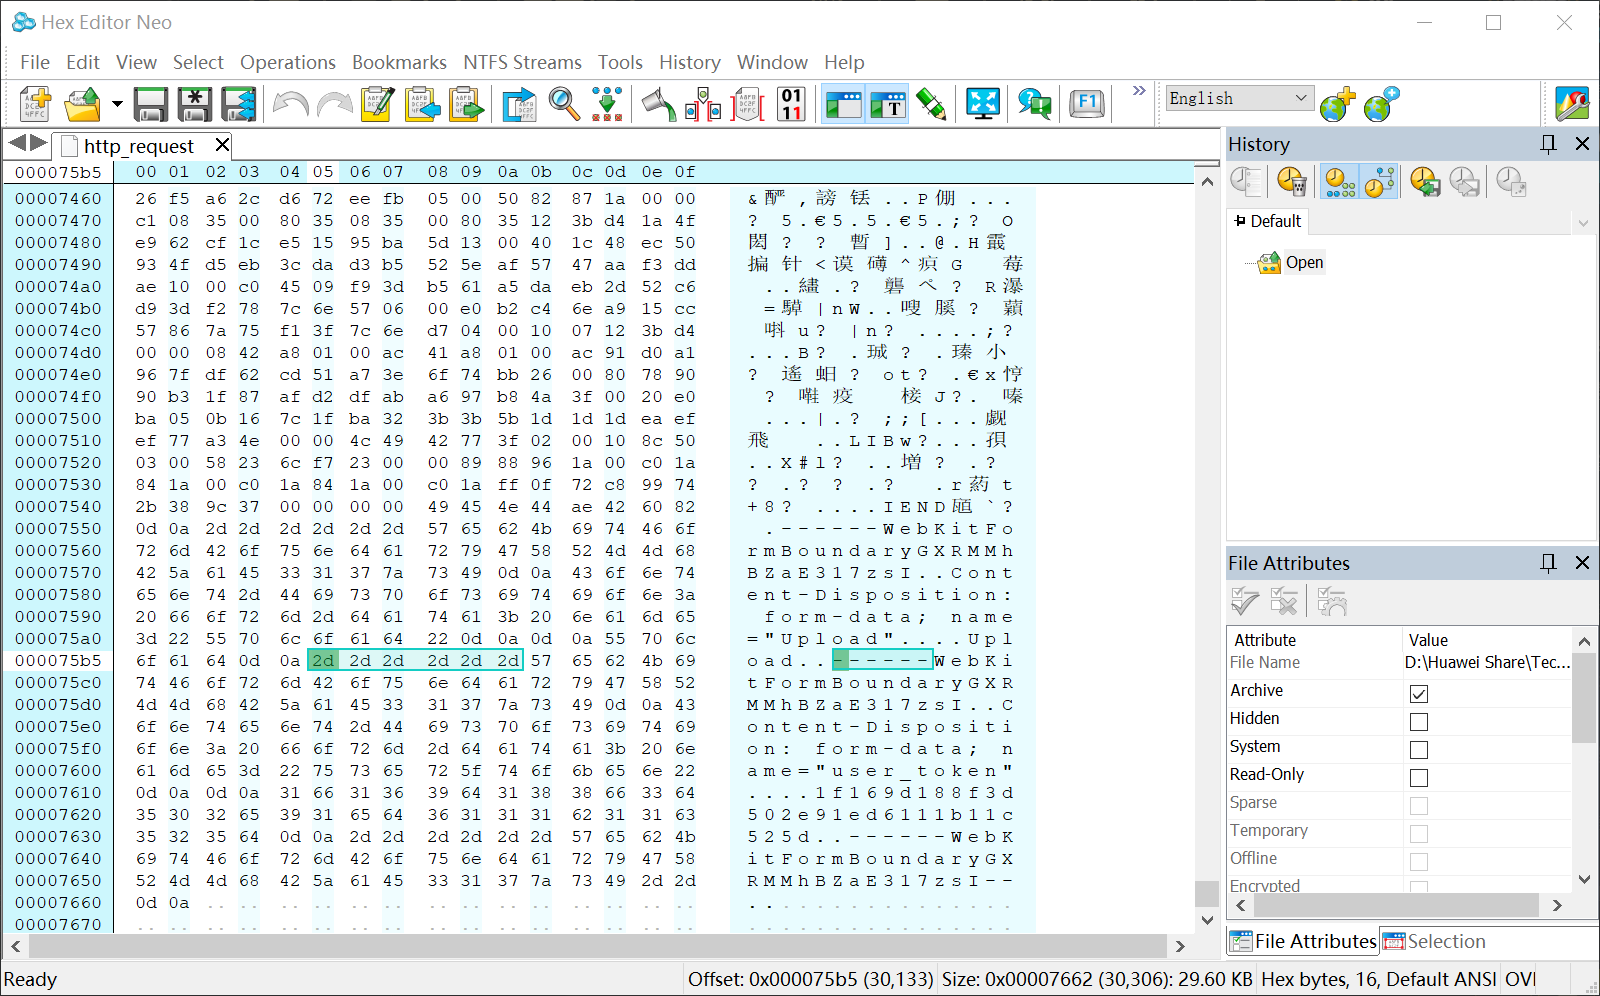 Hex Editor Neo
File Edit View Select Operations Bookmarks NTFS Streams Tools History Window Help
English
http_request
000075b5 00 01 02 03 04 05 06 07 08 09 0a 0b 0c 0d 0e 0f
00007460 26 f5 a6 2c d6 72 ee fb 05 00 50 82 87 1a 00 00
00007470 c1 08 35 00 80 35 08 35 00 80 35 12 3b d4 1a 4f
00007480 e9 62 cf 1c e5 15 95 ba 5d 13 00 40 1c 48 ec 50
00007490 93 4f d5 eb 3c da d3 b5 52 5e af 57 47 aa f3 dd
000074a0 ae 10 00 c0 45 09 f9 3d b5 61 a5 da eb 2d 52 c6
000074b0 d9 3d f2 78 7c 6e 57 06 00 e0 b2 c4 6e a9 15 cc
000074c0 57 86 7a 75 f1 3f 7c 6e d7 04 00 10 07 12 3b d4
000074d0 00 00 08 42 a8 01 00 ac 41 a8 01 00 ac 91 d0 a1
000074e0 96 7f df 62 cd 51 a7 3e 6f 74 bb 26 00 80 78 90
000074f0 90 b3 1f 87 af d2 df ab a6 97 b8 4a 3f 00 20 e0
00007500 ba 05 0b 16 7c 1f ba 32 3b 3b 5b 1d 1d 1d ea ef
00007510 ef 77 a3 4e 00 00 4c 49 42 77 3f 02 00 10 8c 50
00007520 03 00 58 23 6c f7 23 00 00 89 88 96 1a 00 c0 1a
00007530 84 1a 00 c0 1a 84 1a 00 c0 1a ff 0f 72 c8 99 74
00007540 2b 38 9c 37 00 00 00 00 49 45 4e 44 ae 42 60 82 
00007550 0d 0a 2d 2d 2d 2d 2d 2d 57 65 62 4b 69 74 46 6f .------WebKitFo
00007560 72 6d 42 6f 75 6e 64 61 72 79 47 58 52 4d 4d 68 rmBoundaryGXRMMh
00007570 42 5a 61 45 33 31 37 7a 73 49 0d 0a 43 6f 6e 74 BZaE317zsI..Cont
00007580 65 6e 74 2d 44 69 73 70 6f 73 69 74 69 6f 6e 3a ent-Disposition:
00007590 20 66 6f 72 6d 2d 64 61 74 61 3b 20 6e 61 6d 65 form-data; name
000075a0 3d 22 55 70 6c 6f 61 64 22 0d 0a 0d 0a 55 70 6c ="Upload"....Upl
000075b5 6f 61 64 0d 0a 2d 2d 2d 2d 2d 2d 57 65 62 4b 69 oad..------WebKi
000075c0 74 46 6f 72 6d 42 6f 75 6e 64 61 72 79 47 58 52 tFormBoundaryGXR
000075d0 4d 4d 68 42 5a 61 45 33 31 37 7a 73 49 0d 0a 43 MMhBZaE317zsI..C
000075e0 6f 6e 74 65 6e 74 2d 44 69 73 70 6f 73 69 74 69 ontent-Dispositi
000075f0 6f 6e 3a 20 66 6f 72 6d 2d 64 61 74 61 3b 20 6e on: form-data; n
00007600 61 6d 65 3d 22 75 73 65 72 5f 74 6f 6b 65 6e 22 ame="user_token"
00007610 0d 0a 0d 0a 31 66 31 36 39 64 31 38 38 66 33 64 ....1f169d188f3d
00007620 35 30 32 65 39 31 65 64 36 31 31 31 62 31 31 63 502e91ed6111b11c
00007630 35 32 35 64 0d 0a 2d 2d 2d 2d 2d 2d 57 65 62 4b 525d..------WebK
00007640 69 74 46 6f 72 6d 42 6f 75 6e 64 61 72 79 47 58 itFormBoundaryGX
00007650 52 4d 4d 68 42 5a 61 45 33 31 37 7a 73 49 2d 2d RMMhBZaE317zsI--
00007660 0d 0a
00007670
History
Default
Open
File Attributes
Attribute Value
File Name D:\Huawei Share\Tec...
Archive
Hidden
System
Read-Only
Sparse
Temporary
Offline
Encrypted
File Attributes Selection
Ready Offset: 0x000075b5 (30,133) Size: 0x00007662 (30,306): 29.60 KB Hex bytes, 16, Default ANSI OVR